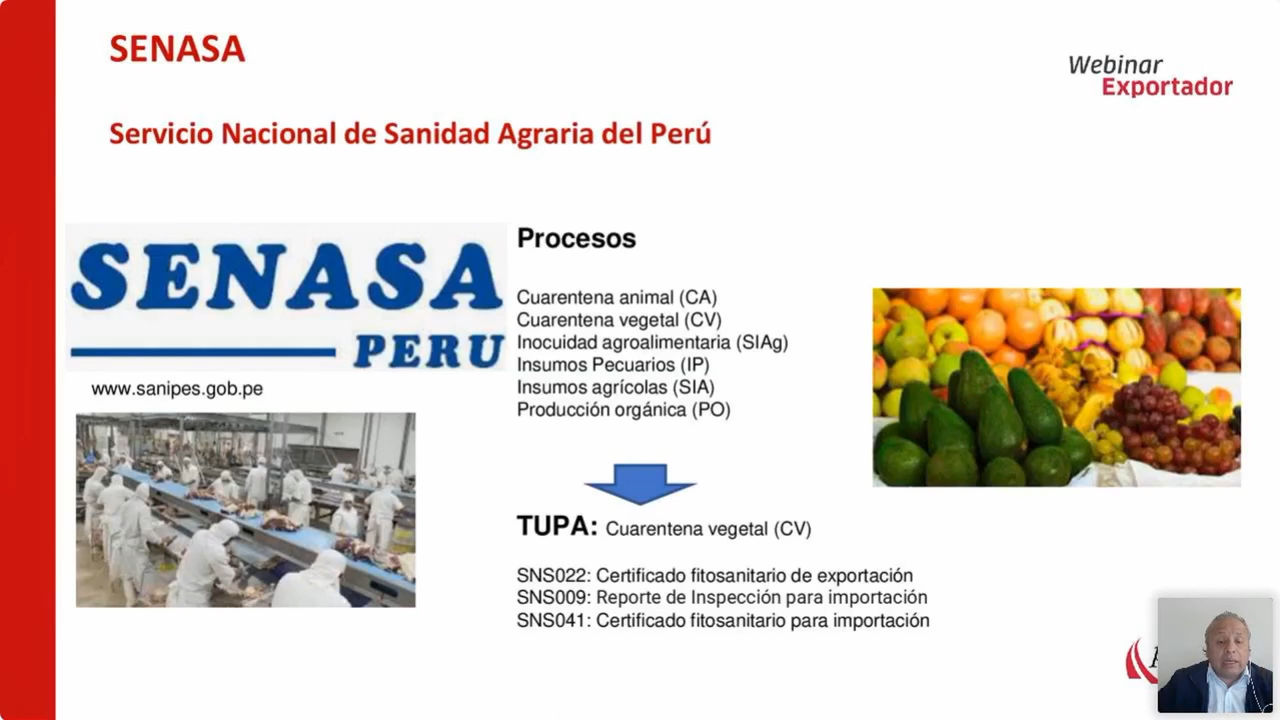 SENASA
Webinar
Exportador
Servicio Nacional de Sanidad Agraria del Perú
SENASA
PERU
www.sanipes.gob.pe
Procesos
Cuarentena animal (CA)
Cuarentena vegetal (CV)
Inocuidad agroalimentaria (SIAg)
Insumos Pecuarios (IP)
Insumos agrícolas (SIA)
Producción orgánica (PO)
TUPA: Cuarentena vegetal (CV)
SNS022: Certificado fitosanitario de exportación
SNS009: Reporte de Inspección para importación
SNS041: Certificado fitosanitario para importación